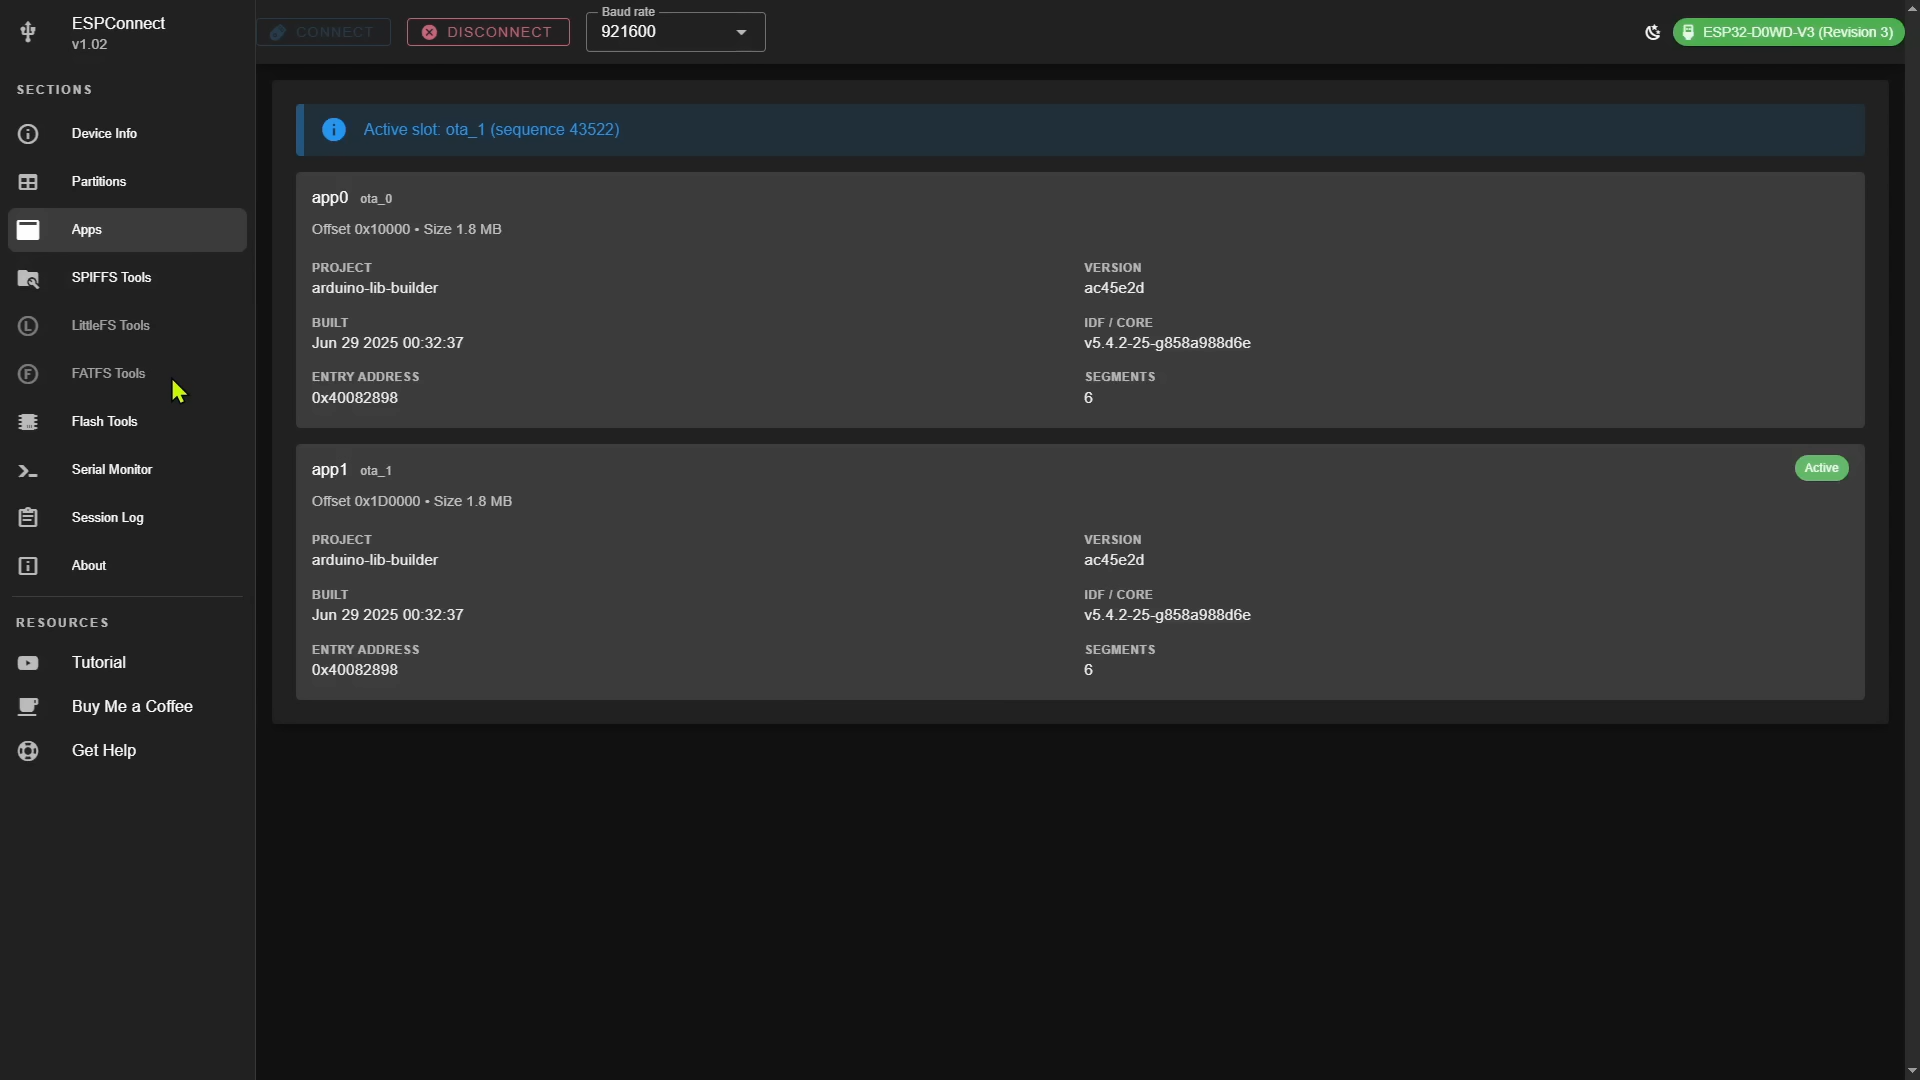 ESPConnect
v1.02
CONNECT
DISCONNECT
Baud rate
921600
ESP32-D0WD-V3 (Revision 3)
SECTIONS
Device Info
Partitions
Apps
SPIFFS Tools
LittleFS Tools
FATFS Tools
Flash Tools
Serial Monitor
Session Log
About
RESOURCES
Tutorial
Buy Me a Coffee
Get Help
Active slot: ota_1 (sequence 43522)
app0 ota_0
Offset 0x10000 • Size 1.8 MB
PROJECT
arduino-lib-builder
VERSION
ac45e2d
BUILT
Jun 29 2025 00:32:37
IDF / CORE
v5.4.2-25-g858a988d6e
ENTRY ADDRESS
0x40082898
SEGMENTS
6
app1 ota_1
Active
Offset 0x1D0000 • Size 1.8 MB
PROJECT
arduino-lib-builder
VERSION
ac45e2d
BUILT
Jun 29 2025 00:32:37
IDF / CORE
v5.4.2-25-g858a988d6e
ENTRY ADDRESS
0x40082898
SEGMENTS
6